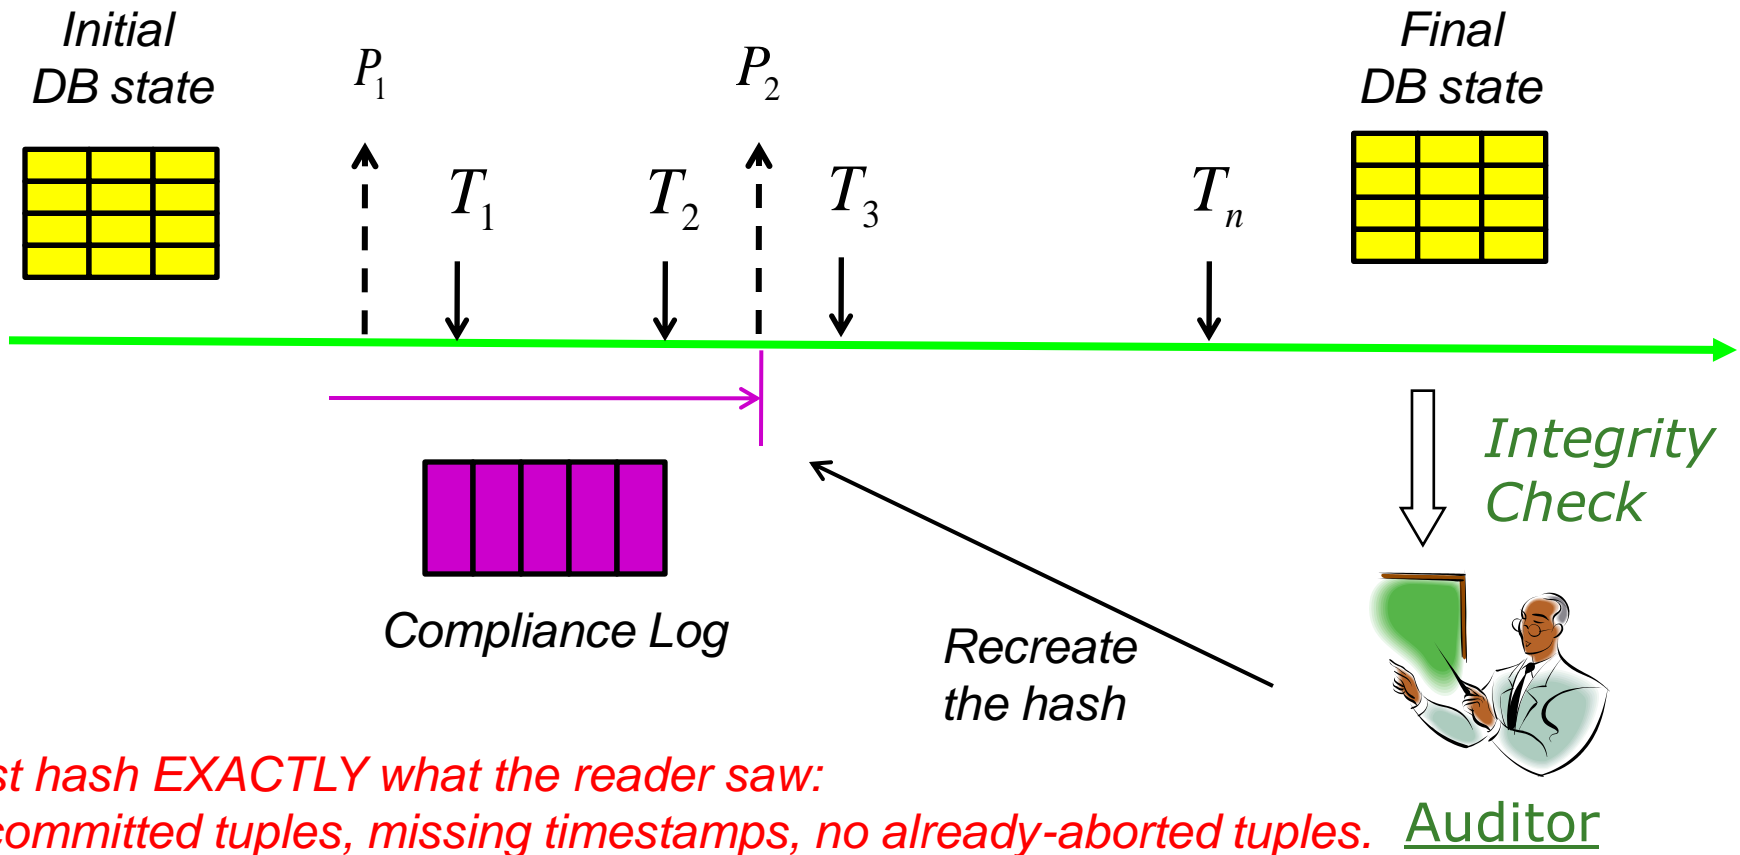 Initial
DB state
P1
P2
Final
DB state
T1
T2
T3
Tn
Integrity
Check
Compliance Log
Recreate
the hash
st hash EXACTLY what the reader saw:
committed tuples, missing timestamps, no already-aborted tuples.
Auditor